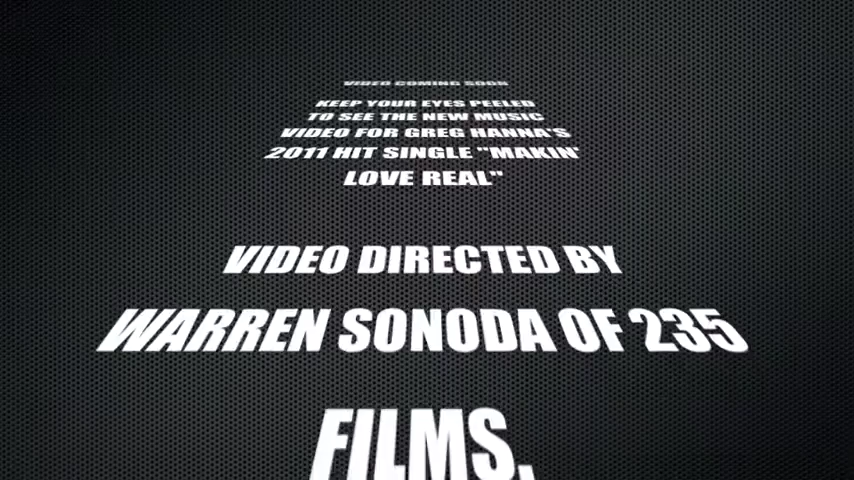 VIDEO COMING SOON
KEEP YOUR EYES PEELED
TO SEE THE NEW MUSIC
VIDEO FOR GREG HANNA'S
2011 HIT SINGLE "MAKIN'
LOVE REAL"
VIDEO DIRECTED BY
WARREN SONODA OF 235
FILMS.